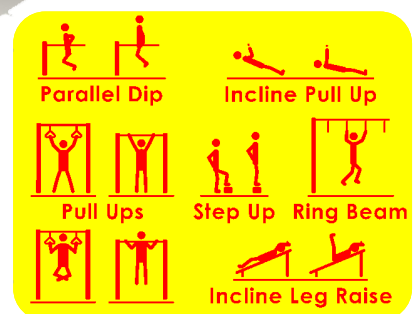 Parallel Dip
Incline Pull Up
Pull Ups
Step Up
Ring Beam
Incline Leg Raise